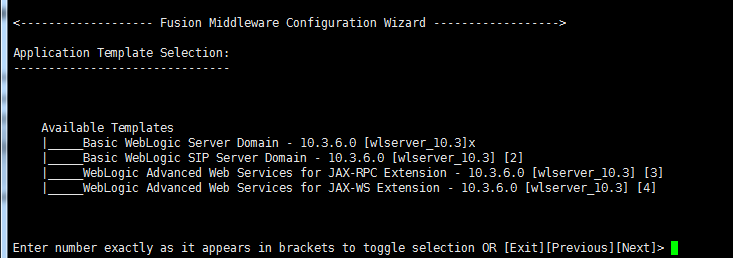 <------------------- Fusion Middleware Configuration Wizard ------------------>
Application Template Selection:
-------------------------------
Available Templates
|_____Basic WebLogic Server Domain - 10.3.6.0 [wlserver_10.3]x
|_____Basic WebLogic SIP Server Domain - 10.3.6.0 [wlserver_10.3] [2]
|_____WebLogic Advanced Web Services for JAX-RPC Extension - 10.3.6.0 [wlserver_10.3] [3]
|_____WebLogic Advanced Web Services for JAX-WS Extension - 10.3.6.0 [wlserver_10.3] [4]
Enter number exactly as it appears in brackets to toggle selection OR [Exit][Previous][Next]>